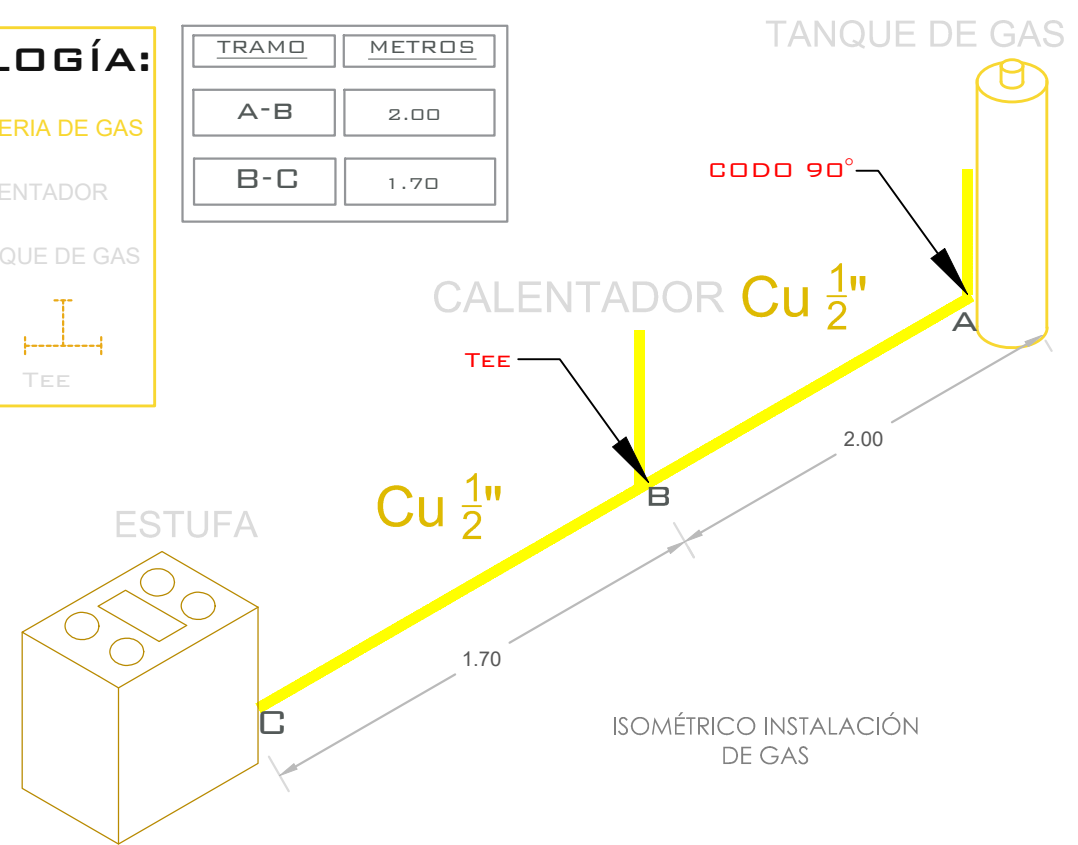 LOGÍA:
ERIA DE GAS
ENTADOR
QUE DE GAS
TEE
TRAMO METROS
A-B 2.00
B-C 1.70
TANQUE DE GAS
CODO 90°
CALENTADOR
Cu 1/2"
A
TEE
2.00
B
Cu 1/2"
ESTUFA
1.70
C
ISOMÉTRICO INSTALACIÓN
DE GAS